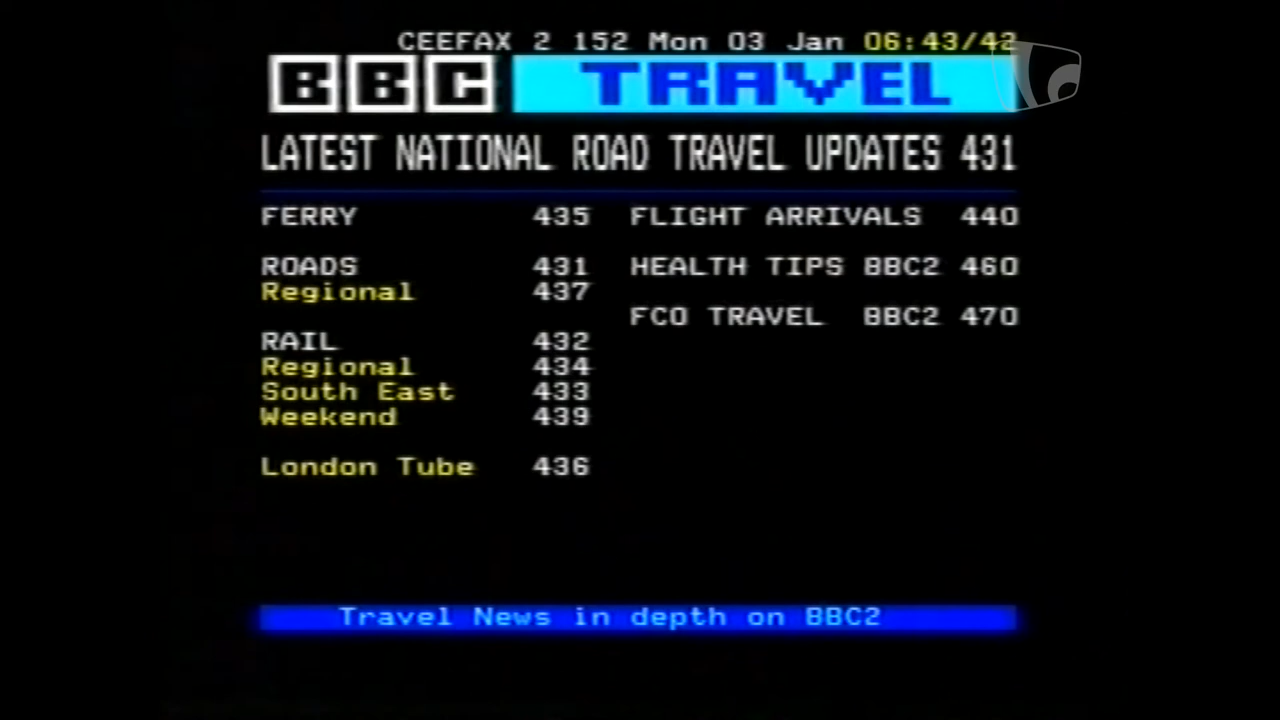 CEEFAX 2 152 Mon 03 Jan 06:43/42
BBC TRAVEL
LATEST NATIONAL ROAD TRAVEL UPDATES 431
FERRY 435 FLIGHT ARRIVALS 440
ROADS 431 HEALTH TIPS BBC2 460
Regional 437
FCO TRAVEL BBC2 470
RAIL 432
Regional 434
South East 433
Weekend 439
London Tube 436
Travel News in depth on BBC2